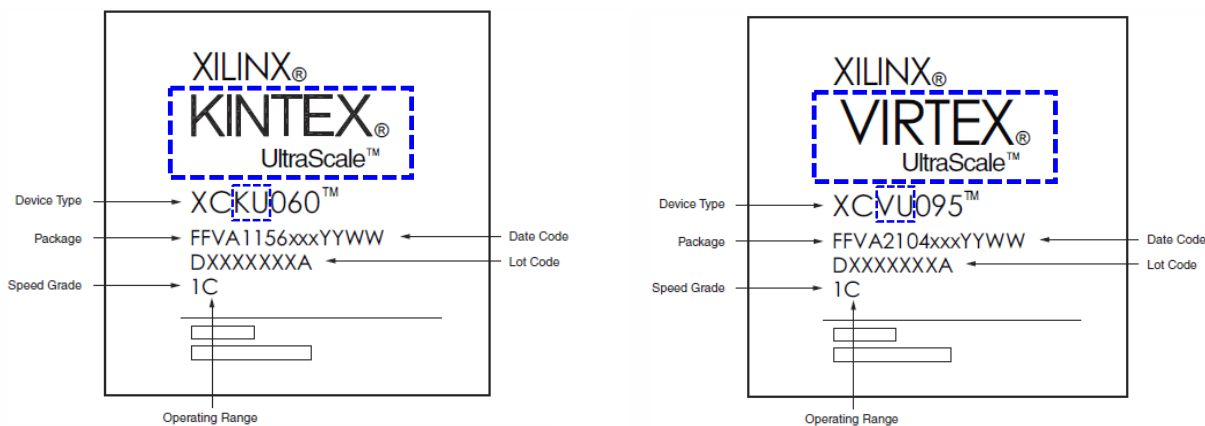 XILINX®
KINTEX®
UltraScale™
Device Type XCKU060™
Package FFVA1156xxxYYWW Date Code
DXXXXXXXA Lot Code
Speed Grade 1C
Operating Range
XILINX®
VIRTEX®
UltraScale™
Device Type XCVU095™
Package FFVA2104xxxYYWW Date Code
DXXXXXXXA Lot Code
Speed Grade 1C
Operating Range